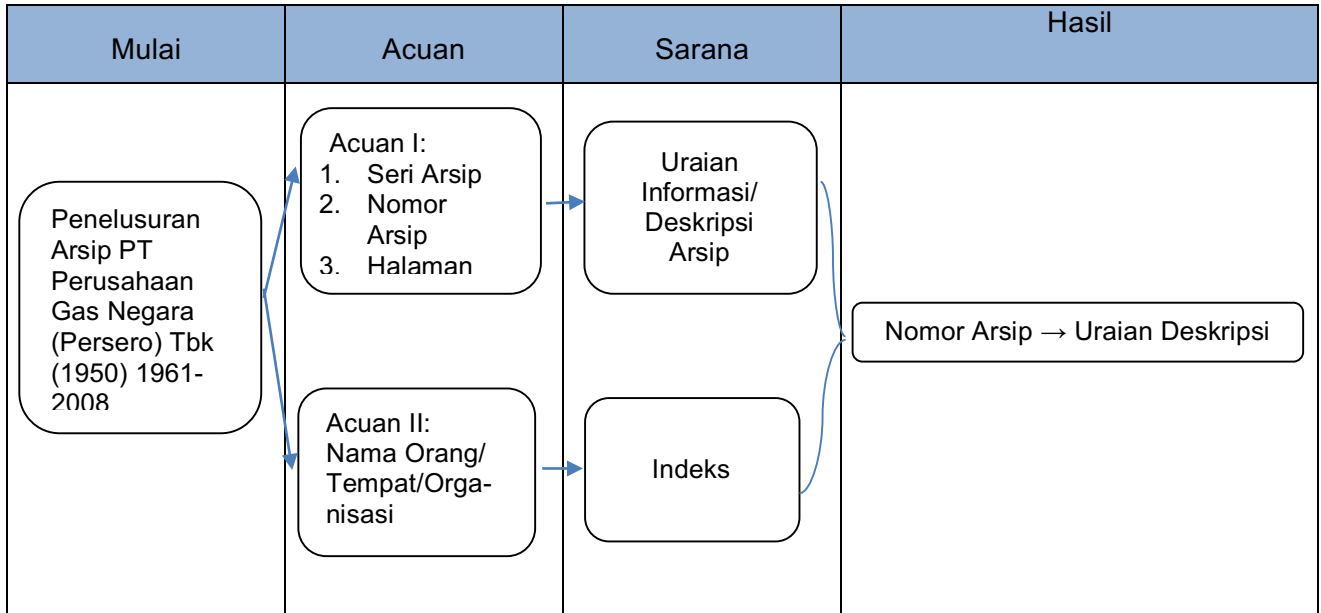 Mulai
Acuan
Sarana
Hasil
Penelusuran
Arsip PT
Perusahaan
Gas Negara
(Persero) Tbk
(1950) 1961-
2008
Acuan I:
1. Seri Arsip
2. Nomor
Arsip
3. Halaman
Acuan II:
Nama Orang/
Tempat/Orga-
nisasi
Uraian
Informasi/
Deskripsi
Arsip
Indeks
Nomor Arsip → Uraian Deskripsi